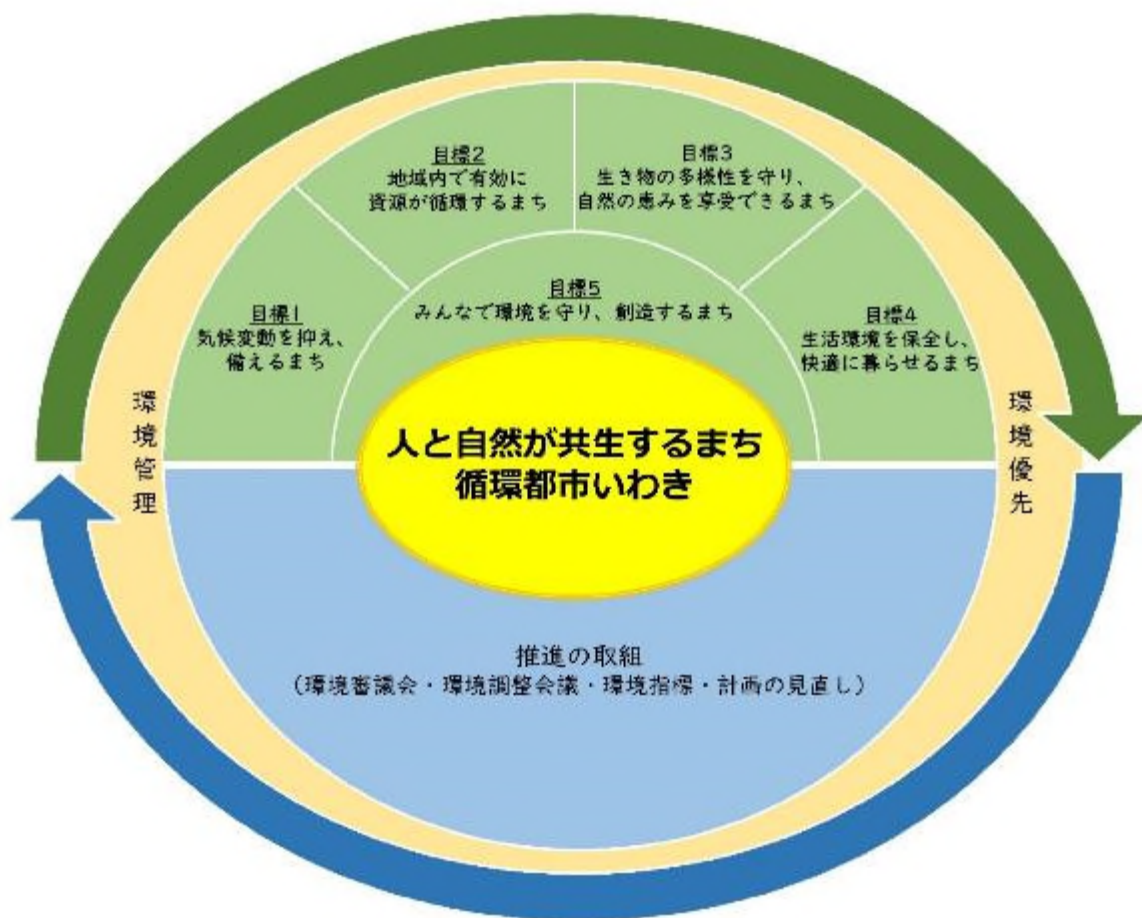 目標2
地域内で有効に
資源が循環するまち
目標3
生き物の多様性を守り、
自然の恵みを享受できるまち
目標1
気候変動を抑え、
備えるまち
目標5
みんなで環境を守り、創造するまち
目標4
生活環境を保全し、
快適に暮らせるまち
環境管理
環境優先
人と自然が共生するまち
循環都市いわき
推進の取組
(環境審議会・環境調整会議・環境指標・計画の見直し)